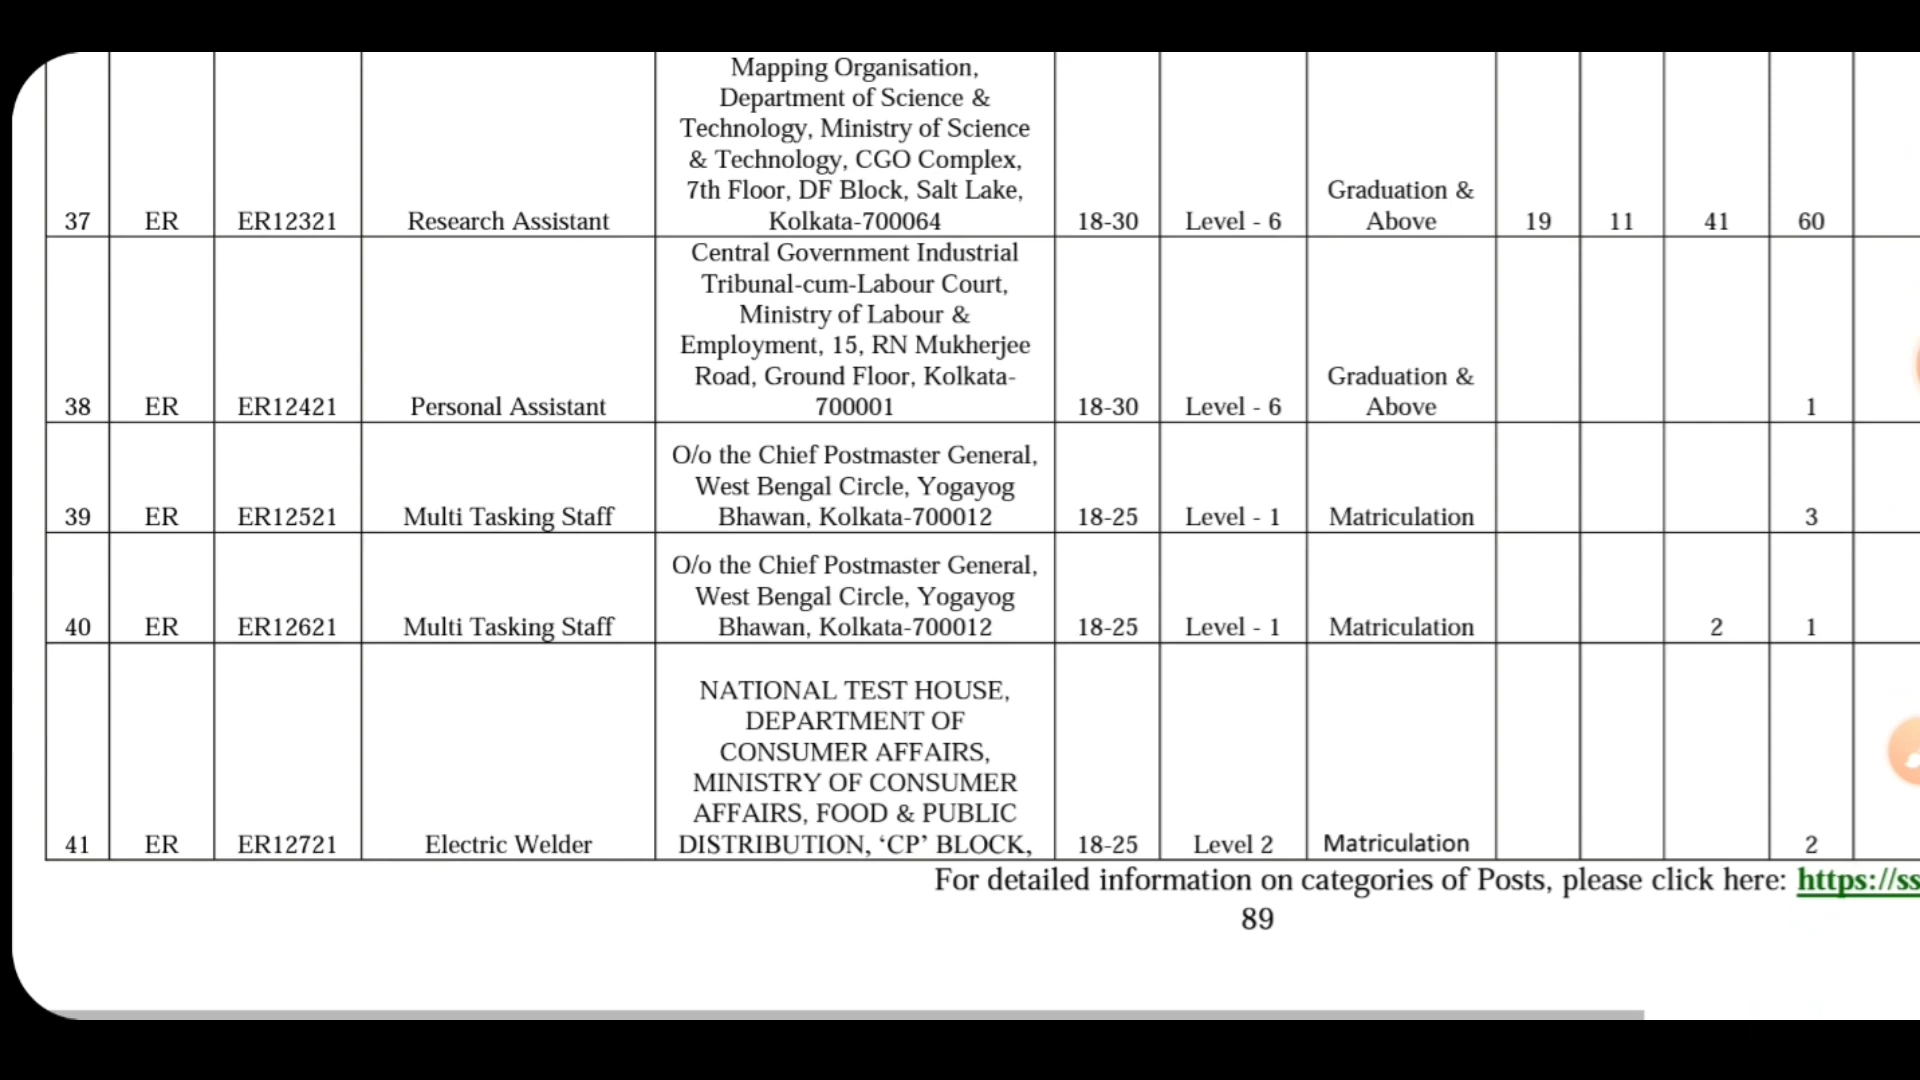 Mapping Organisation,
Department of Science &
Technology, Ministry of Science
& Technology, CGO Complex,
7th Floor, DF Block, Salt Lake,
37 ER ER12321 Research Assistant Kolkata-700064 18-30 Level - 6 Graduation & Above 19 11 41 60
Central Government Industrial
Tribunal-cum-Labour Court,
Ministry of Labour &
Employment, 15, RN Mukherjee
Road, Ground Floor, Kolkata-
38 ER ER12421 Personal Assistant 700001 18-30 Level - 6 Graduation & Above 1
O/o the Chief Postmaster General,
West Bengal Circle, Yogayog
39 ER ER12521 Multi Tasking Staff Bhawan, Kolkata-700012 18-25 Level - 1 Matriculation 3
O/o the Chief Postmaster General,
West Bengal Circle, Yogayog
40 ER ER12621 Multi Tasking Staff Bhawan, Kolkata-700012 18-25 Level - 1 Matriculation 2 1
NATIONAL TEST HOUSE,
DEPARTMENT OF
CONSUMER AFFAIRS,
MINISTRY OF CONSUMER
AFFAIRS, FOOD & PUBLIC
41 ER ER12721 Electric Welder DISTRIBUTION, ‘CP’ BLOCK, 18-25 Level 2 Matriculation 2
For detailed information on categories of Posts, please click here: https://ss
89